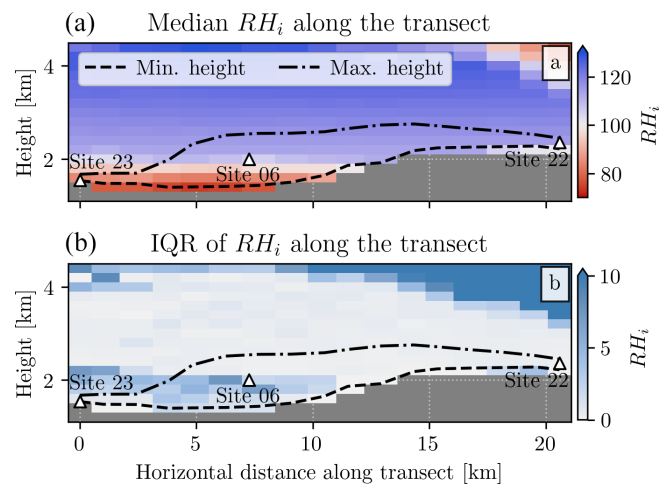 (a) Median RH_i along the transect
Min. height Max. height
a
4
2
Height [km]
Site 23
Site 06
Site 22
120
100
80
RH_i
(b) IQR of RH_i along the transect
b
4
2
Height [km]
Site 23
Site 06
Site 22
10
5
0
RH_i
0 5 10 15 20
Horizontal distance along transect [km]